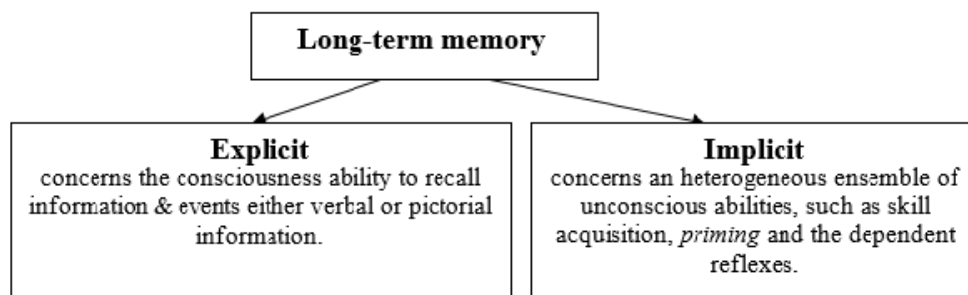 Long-term memory
Explicit
concerns the consciousness ability to recall
information & events either verbal or pictorial
information.
Implicit
concerns an heterogeneous ensemble of
unconscious abilities, such as skill
acquisition, priming and the dependent
reflexes.